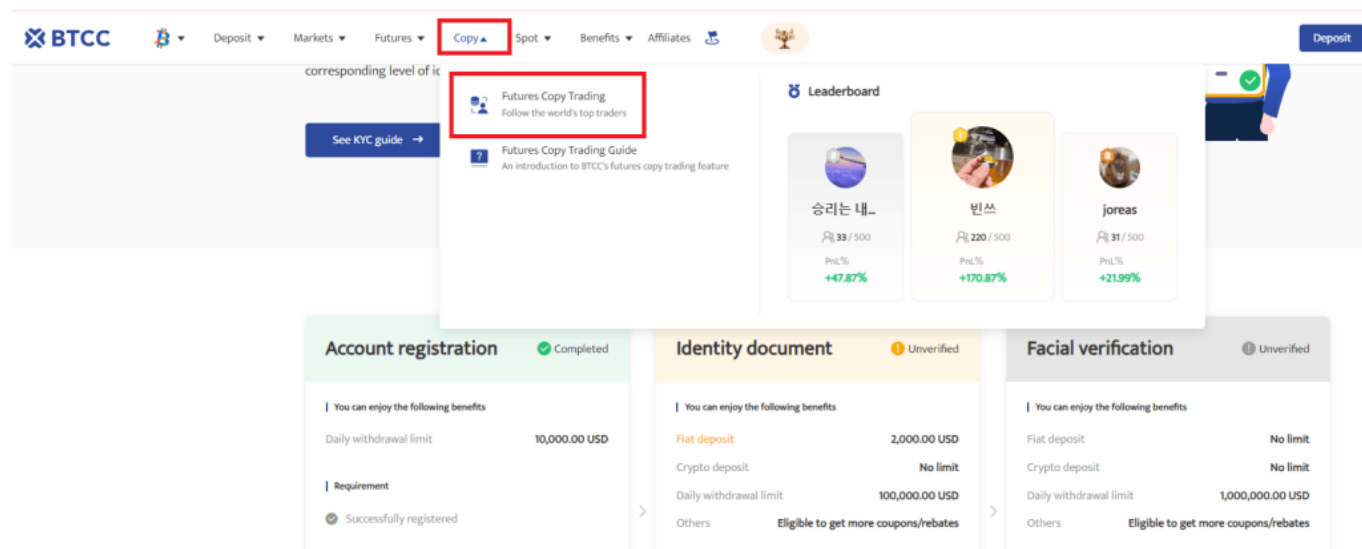 BTCC
Deposit
Markets
Futures
Copy
Spot
Benefits
Affiliates
Deposit
corresponding level of
See KYC guide →
Futures Copy Trading
Follow the world's top traders
Futures Copy Trading Guide
An introduction to BTCC's futures copy trading feature
Leaderboard
승리는 내...
33 / 500
PnL%
+47.87%
빈쓰
220 / 500
PnL%
+170.87%
joreas
31 / 500
PnL%
+21.99%
Account registration
Completed
You can enjoy the following benefits
Daily withdrawal limit 10,000.00 USD
Requirement
Successfully registered
Identity document
Unverified
You can enjoy the following benefits
Fiat deposit 2,000.00 USD
Crypto deposit No limit
Daily withdrawal limit 100,000.00 USD
Others Eligible to get more coupons/rebates
Facial verification
Unverified
You can enjoy the following benefits
Fiat deposit No limit
Crypto deposit No limit
Daily withdrawal limit 1,000,000.00 USD
Others Eligible to get more coupons/rebates